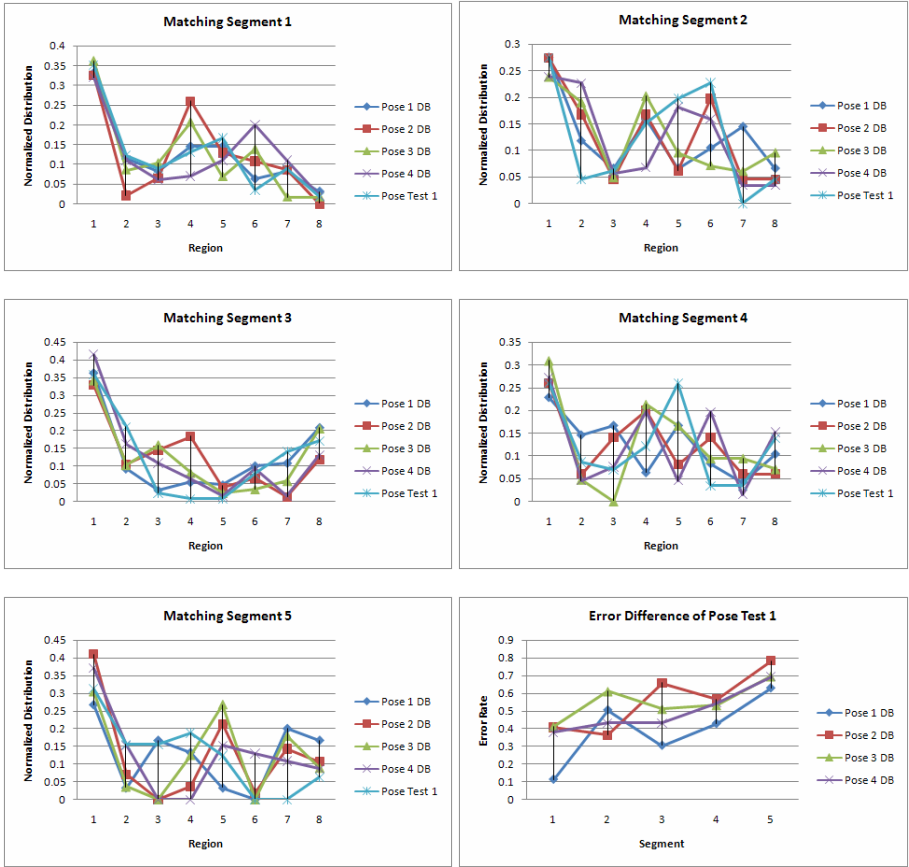 Matching Segment 1
Normalized Distribution
0.4
0.35
0.3
0.25
0.2
0.15
0.1
0.05
0
1 2 3 4 5 6 7 8
Region
Pose 1 DB
Pose 2 DB
Pose 3 DB
Pose 4 DB
Pose Test 1
Matching Segment 2
Normalized Distribution
0.3
0.25
0.2
0.15
0.1
0.05
0
1 2 3 4 5 6 7 8
Region
Pose 1 DB
Pose 2 DB
Pose 3 DB
Pose 4 DB
Pose Test 1
Matching Segment 3
Normalized Distribution
0.45
0.4
0.35
0.3
0.25
0.2
0.15
0.1
0.05
0
1 2 3 4 5 6 7 8
Region
Pose 1 DB
Pose 2 DB
Pose 3 DB
Pose 4 DB
Pose Test 1
Matching Segment 4
Normalized Distribution
0.35
0.3
0.25
0.2
0.15
0.1
0.05
0
1 2 3 4 5 6 7 8
Region
Pose 1 DB
Pose 2 DB
Pose 3 DB
Pose 4 DB
Pose Test 1
Matching Segment 5
Normalized Distribution
0.45
0.4
0.35
0.3
0.25
0.2
0.15
0.1
0.05
0
1 2 3 4 5 6 7 8
Region
Pose 1 DB
Pose 2 DB
Pose 3 DB
Pose 4 DB
Pose Test 1
Error Difference of Pose Test 1
Error Rate
0.9
0.8
0.7
0.6
0.5
0.4
0.3
0.2
0.1
0
1 2 3 4 5
Segment
Pose 1 DB
Pose 2 DB
Pose 3 DB
Pose 4 DB